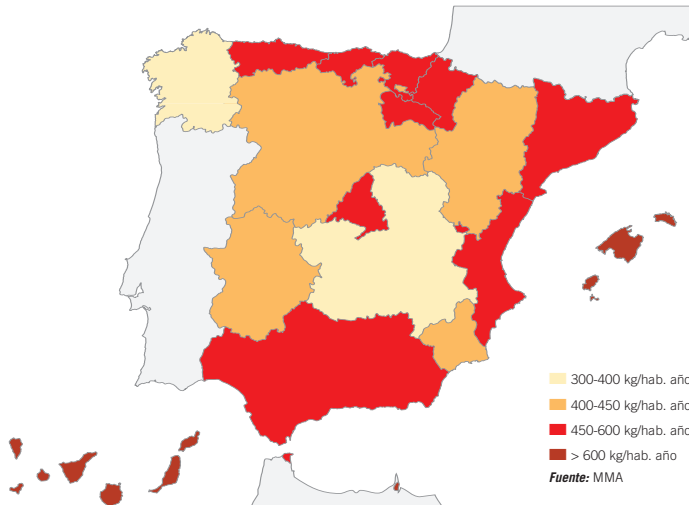 300-400 kg/hab. año
400-450 kg/hab. año
450-600 kg/hab. año
> 600 kg/hab. año
Fuente: MMA